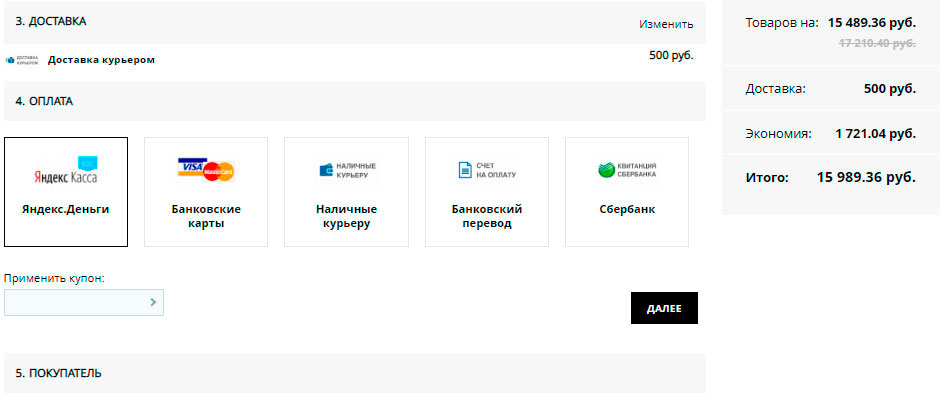 3. ДОСТАВКА
Изменить
ДОСТАВКА
КУРЬЕРОМ
Доставка курьером
500 руб.
4. ОПЛАТА
Яндекс Касса
Яндекс.Деньги
VISA
MasterCard
Банковские
карты
НАЛИЧНЫЕ
КУРЬЕРУ
Наличные
курьеру
СЧЕТ
НА ОПЛАТУ
Банковский
перевод
КВИТАНЦИЯ
СБЕРБАНКА
Сбербанк
Применить купон:
ДАЛЕЕ
5. ПОКУПАТЕЛЬ
Товаров на: 15 489.36 руб.
17 210.40 руб.
Доставка: 500 руб.
Экономия: 1 721.04 руб.
Итого: 15 989.36 руб.